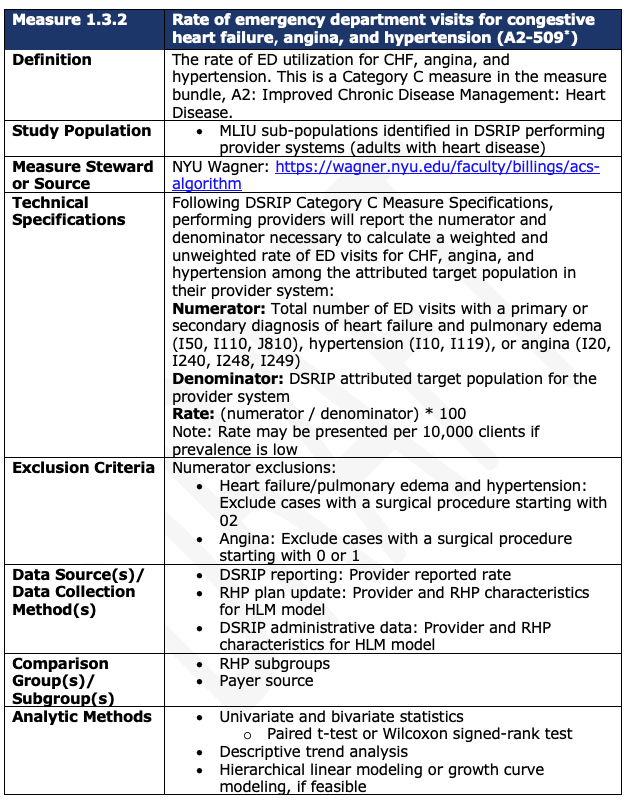 Measure 1.3.2
Rate of emergency department visits for congestive
heart failure, angina, and hypertension (A2-509*)
Definition
The rate of ED utilization for CHF, angina, and
hypertension. This is a Category C measure in the measure
bundle, A2: Improved Chronic Disease Management: Heart
Disease.
Study Population
• MLIU sub-populations identified in DSRIP performing
provider systems (adults with heart disease)
Measure Steward
or Source
NYU Wagner: https://wagner.nyu.edu/faculty/billings/acs-
algorithm
Technical
Specifications
Following DSRIP Category C Measure Specifications,
performing providers will report the numerator and
denominator necessary to calculate a weighted and
unweighted rate of ED visits for CHF, angina, and
hypertension among the attributed target population in
their provider system:
Numerator: Total number of ED visits with a primary or
secondary diagnosis of heart failure and pulmonary edema
(I50, I110, J810), hypertension (I10, I119), or angina (I20,
I240, I248, I249)
Denominator: DSRIP attributed target population for the
provider system
Rate: (numerator / denominator) * 100
Note: Rate may be presented per 10,000 clients if
prevalence is low
Exclusion Criteria
Numerator exclusions:
• Heart failure/pulmonary edema and hypertension:
Exclude cases with a surgical procedure starting with
02
• Angina: Exclude cases with a surgical procedure
starting with 0 or 1
Data Source(s)/
Data Collection
Method(s)
• DSRIP reporting: Provider reported rate
• RHP plan update: Provider and RHP characteristics
for HLM model
• DSRIP administrative data: Provider and RHP
characteristics for HLM model
Comparison
Group(s)/
Subgroup(s)
• RHP subgroups
• Payer source
Analytic Methods
• Univariate and bivariate statistics
o Paired t-test or Wilcoxon signed-rank test
• Descriptive trend analysis
• Hierarchical linear modeling or growth curve
modeling, if feasible